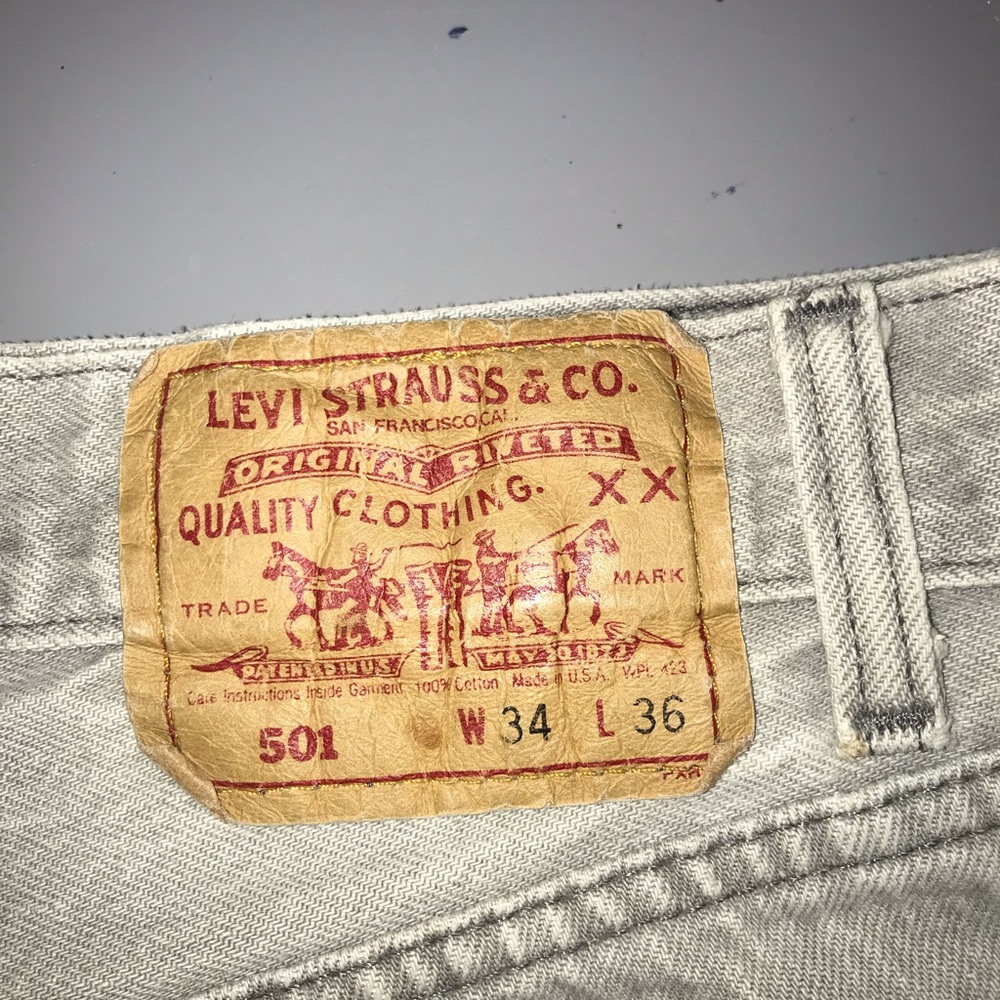 LEVI STRAUSS & CO.
SAN FRANCISCO, CAL.
ORIGINAL RIVETED
QUALITY CLOTHING. XX
TRADE MARK
PATENTED IN U.S. MAY 20 1873
Care Instructions Inside Garment 100% Cotton Made in U.S.A. WPL 423
501 W 34 L 36